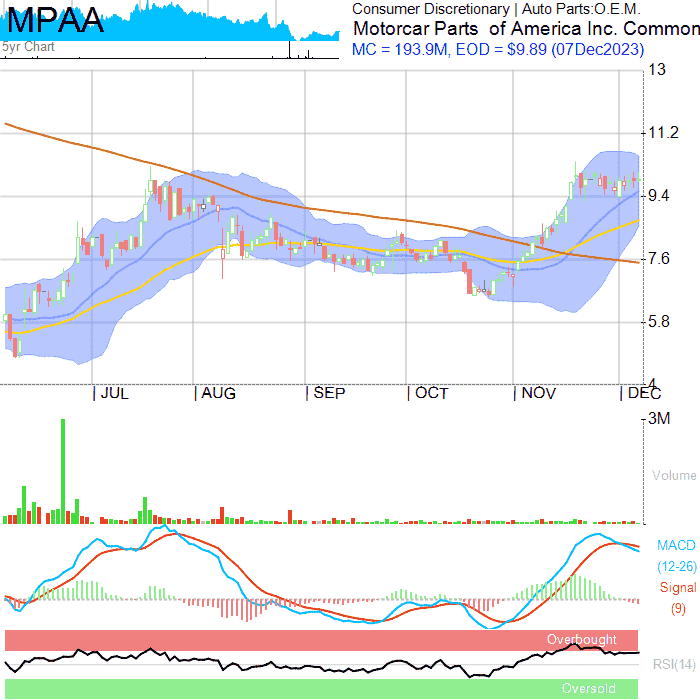 MPAA
5yr Chart
Consumer Discretionary | Auto Parts:O.E.M.
Motorcar Parts of America Inc. Common
MC = 193.9M, EOD = $9.89 (07Dec2023)
13
11.2
9.4
7.6
5.8
4
JUL
AUG
SEP
OCT
NOV
DEC
3M
Volume
MACD
(12-26)
Signal
(9)
Overbought
RSI(14)
Oversold